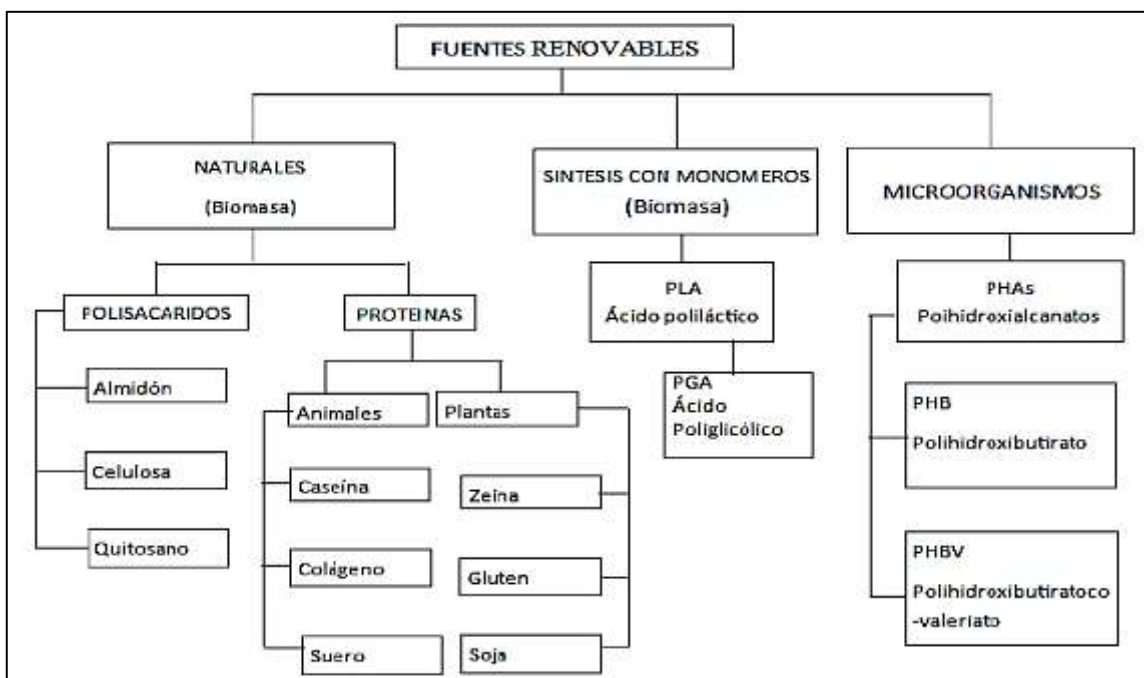 FUENTES RENOVABLES
NATURALES
(Biomasa)
SINTESIS CON MONOMEROS
(Biomasa)
MICROORGANISMOS
POLISACARIDOS
Almidón
Celulosa
Quitosano
PROTEINAS
Animales
Caseína
Colágeno
Suero
Plantas
Zeína
Gluten
Soja
PLA
Ácido poliláctico
PGA
Ácido
Poliglicólico
PHAs
Poihidroxialcanatos
PHB
Polihidroxibutirato
PHBV
Polihidroxibutiratoco
-valeriato